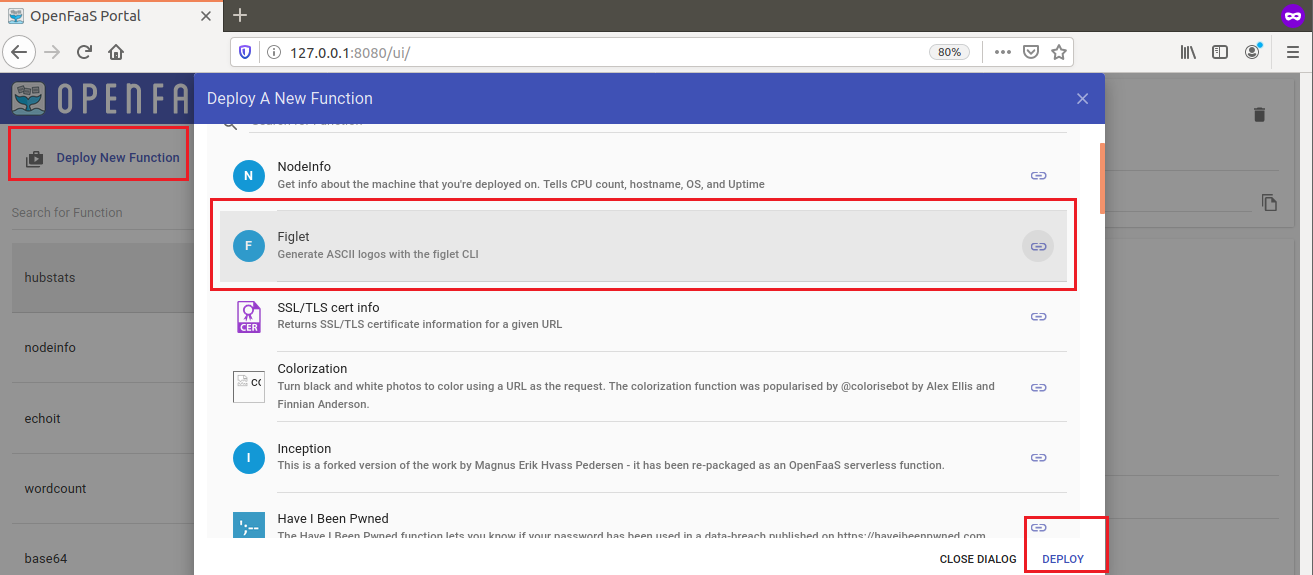 OpenFaaS Portal
127.0.0.1:8080/ui/
80%
OPENFA
Deploy A New Function
Deploy New Function
Search for Function
Search for Function
hubstats
nodeinfo
echoit
wordcount
base64
N
NodeInfo
Get info about the machine that you're deployed on. Tells CPU count, hostname, OS, and Uptime
F
Figlet
Generate ASCII logos with the figlet CLI
CER
SSL/TLS cert info
Returns SSL/TLS certificate information for a given URL
Colorization
Turn black and white photos to color using a URL as the request. The colorization function was popularised by @colorisebot by Alex Ellis and
Finnian Anderson.
I
Inception
This is a forked version of the work by Magnus Erik Hvass Pedersen - it has been re-packaged as an OpenFaaS serverless function.
';--
Have I Been Pwned
The Have I Been Pwned function lets you know if your password has been used in a data-breach published on https://haveibeenpwned.com
CLOSE DIALOG
DEPLOY